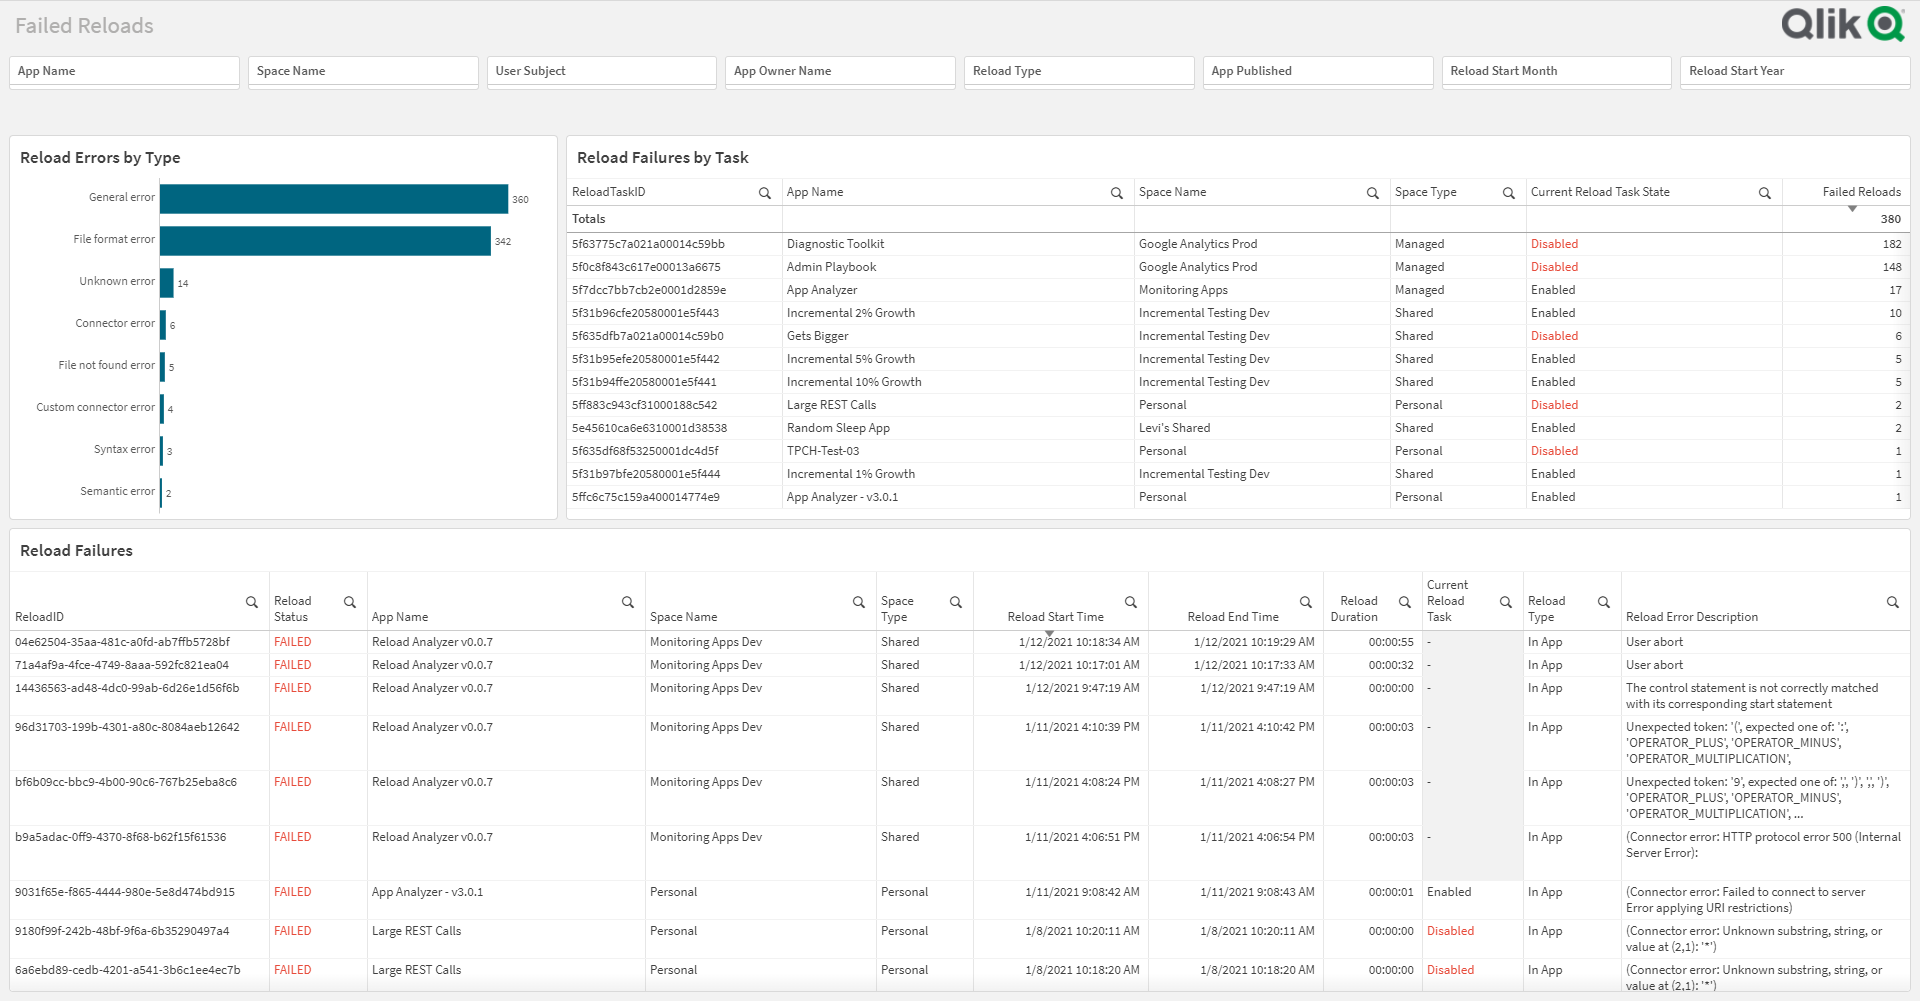 Failed Reloads
Qlik
App Name
Space Name
User Subject
App Owner Name
Reload Type
App Published
Reload Start Month
Reload Start Year
Reload Errors by Type
General error 360
File format error 342
Unknown error 14
Connector error 6
File not found error 5
Custom connector error 4
Syntax error 3
Semantic error 2
Reload Failures by Task
ReloadTaskID App Name Space Name Space Type Current Reload Task State Failed Reloads
Totals 380
5f63775c7a021a00014c59bb Diagnostic Toolkit Google Analytics Prod Managed Disabled 182
5f0c8f843c617e00013a6675 Admin Playbook Google Analytics Prod Managed Disabled 148
5f7dcc7bb7cb2e0001d2859e App Analyzer Monitoring Apps Managed Enabled 17
5f31b96cfe20580001e5f443 Incremental 2% Growth Incremental Testing Dev Shared Enabled 10
5f635dfb7a021a00014c59b0 Gets Bigger Incremental Testing Dev Shared Disabled 6
5f31b95efe20580001e5f442 Incremental 5% Growth Incremental Testing Dev Shared Enabled 5
5f31b94ffe20580001e5f441 Incremental 10% Growth Incremental Testing Dev Shared Enabled 5
5ff883c943cf31000188c542 Large REST Calls Personal Personal Disabled 2
5e45610ca6e6310001d38538 Random Sleep App Levi's Shared Shared Enabled 2
5f635df68f53250001dc4d5f TPCH-Test-03 Personal Personal Disabled 1
5f31b97bfe20580001e5f444 Incremental 1% Growth Incremental Testing Dev Shared Enabled 1
5ffc6c75c159a400014774e9 App Analyzer - v3.0.1 Personal Personal Enabled 1
Reload Failures
ReloadID Reload Status App Name Space Name Space Type Reload Start Time Reload End Time Reload Duration Current Reload Task Reload Type Reload Error Description
04e62504-35aa-481c-a0fd-ab7ffb5728bf FAILED Reload Analyzer v0.0.7 Monitoring Apps Dev Shared 1/12/2021 10:18:34 AM 1/12/2021 10:19:29 AM 00:00:55 - In App User abort
71a4af9a-4fce-4749-8aaa-592fc821ea04 FAILED Reload Analyzer v0.0.7 Monitoring Apps Dev Shared 1/12/2021 10:17:01 AM 1/12/2021 10:17:33 AM 00:00:32 - In App User abort
14436563-ad48-4dc0-99ab-6d26e1d56f6b FAILED Reload Analyzer v0.0.7 Monitoring Apps Dev Shared 1/12/2021 9:47:19 AM 1/12/2021 9:47:19 AM 00:00:00 - In App The control statement is not correctly matched
with its corresponding start statement
96d31703-199b-4301-a80c-8084aeb12642 FAILED Reload Analyzer v0.0.7 Monitoring Apps Dev Shared 1/11/2021 4:10:39 PM 1/11/2021 4:10:42 PM 00:00:03 - In App Unexpected token: '(', expected one of: ':',
'OPERATOR_PLUS', 'OPERATOR_MINUS',
'OPERATOR_MULTIPLICATION',
bf6b09cc-bbc9-4b00-90c6-767b25eba8c6 FAILED Reload Analyzer v0.0.7 Monitoring Apps Dev Shared 1/11/2021 4:08:24 PM 1/11/2021 4:08:27 PM 00:00:03 - In App Unexpected token: '9', expected one of: ',', ')', ',', ')',
'OPERATOR_PLUS', 'OPERATOR_MINUS',
'OPERATOR_MULTIPLICATION', ...
b9a5adac-0ff9-4370-8f68-b62f15f61536 FAILED Reload Analyzer v0.0.7 Monitoring Apps Dev Shared 1/11/2021 4:06:51 PM 1/11/2021 4:06:54 PM 00:00:03 - In App (Connector error: HTTP protocol error 500 (Internal
Server Error):
9031f65e-f865-4444-980e-5e8d474bd915 FAILED App Analyzer - v3.0.1 Personal Personal 1/11/2021 9:08:42 AM 1/11/2021 9:08:43 AM 00:00:01 Enabled In App (Connector error: Failed to connect to server
Error applying URI restrictions)
9180f99f-242b-48bf-9f6a-6b35290497a4 FAILED Large REST Calls Personal Personal 1/8/2021 10:20:11 AM 1/8/2021 10:20:11 AM 00:00:00 Disabled In App (Connector error: Unknown substring, string, or
value at (2,1): '*')
6a6ebd89-cedb-4201-a541-3b6c1ee4ec7b FAILED Large REST Calls Personal Personal 1/8/2021 10:18:20 AM 1/8/2021 10:18:20 AM 00:00:00 Disabled In App (Connector error: Unknown substring, string, or
value at (2,1): '*')